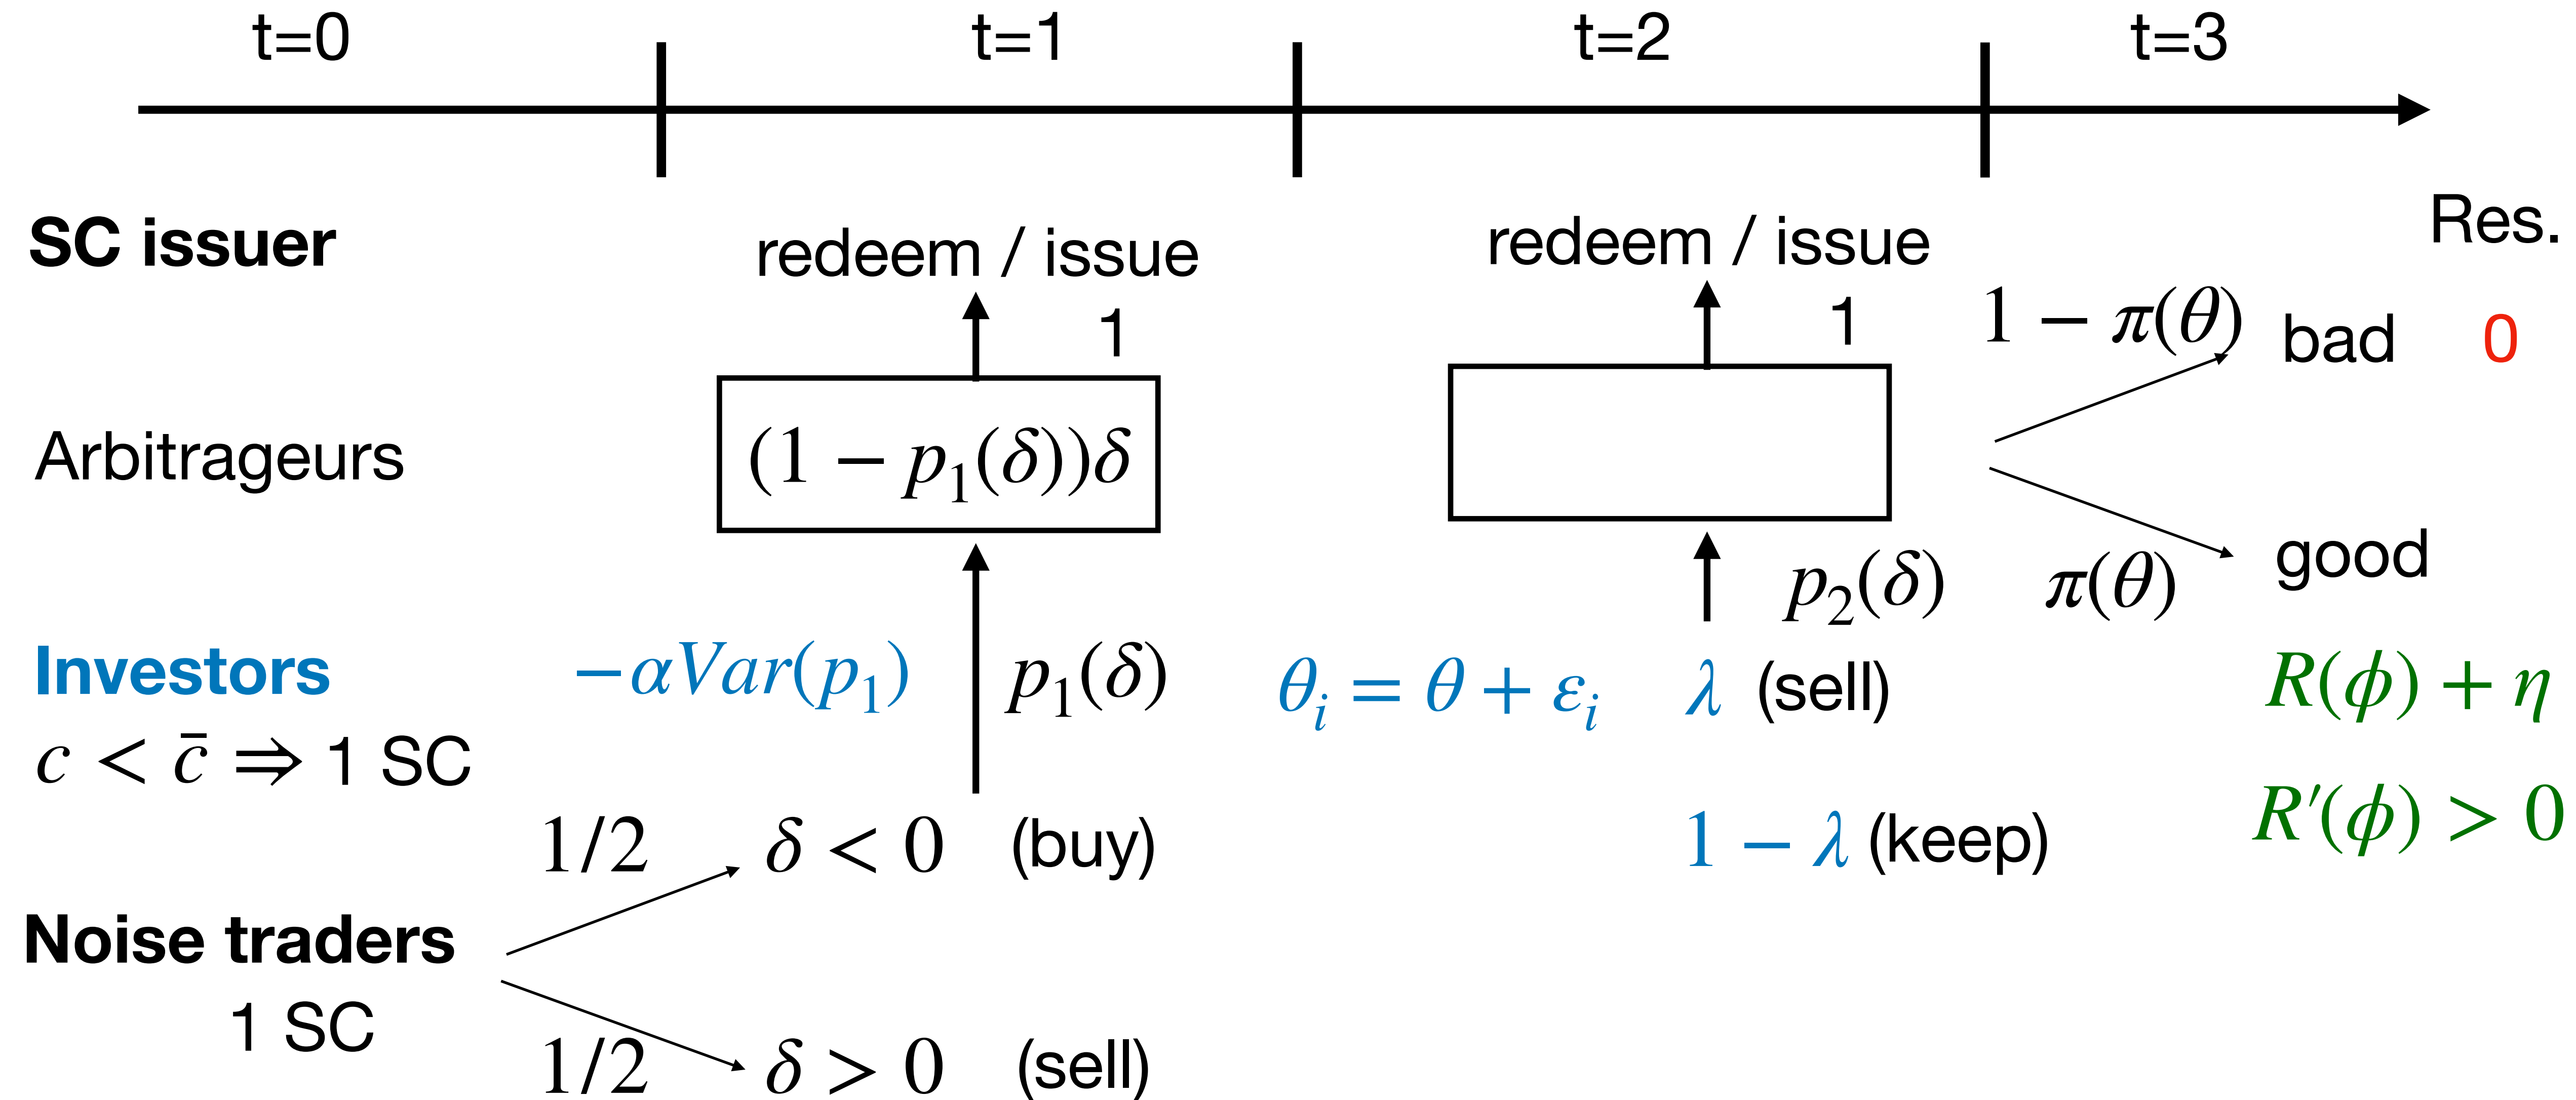 t=0 t=1 t=2 t=3
SC issuer redeem / issue redeem / issue Res.
1 1 1 − π(θ) bad 0
Arbitrageurs (1 − p₁(δ))δ
good
p₂(δ) π(θ)
Investors −αVar(p₁) p₁(δ) θᵢ = θ + εᵢ λ (sell) R(ϕ) + η
c < c̄ ⇒ 1 SC
1/2 δ < 0 (buy) 1 − λ (keep) R′(ϕ) > 0
Noise traders
1 SC
1/2 δ > 0 (sell)